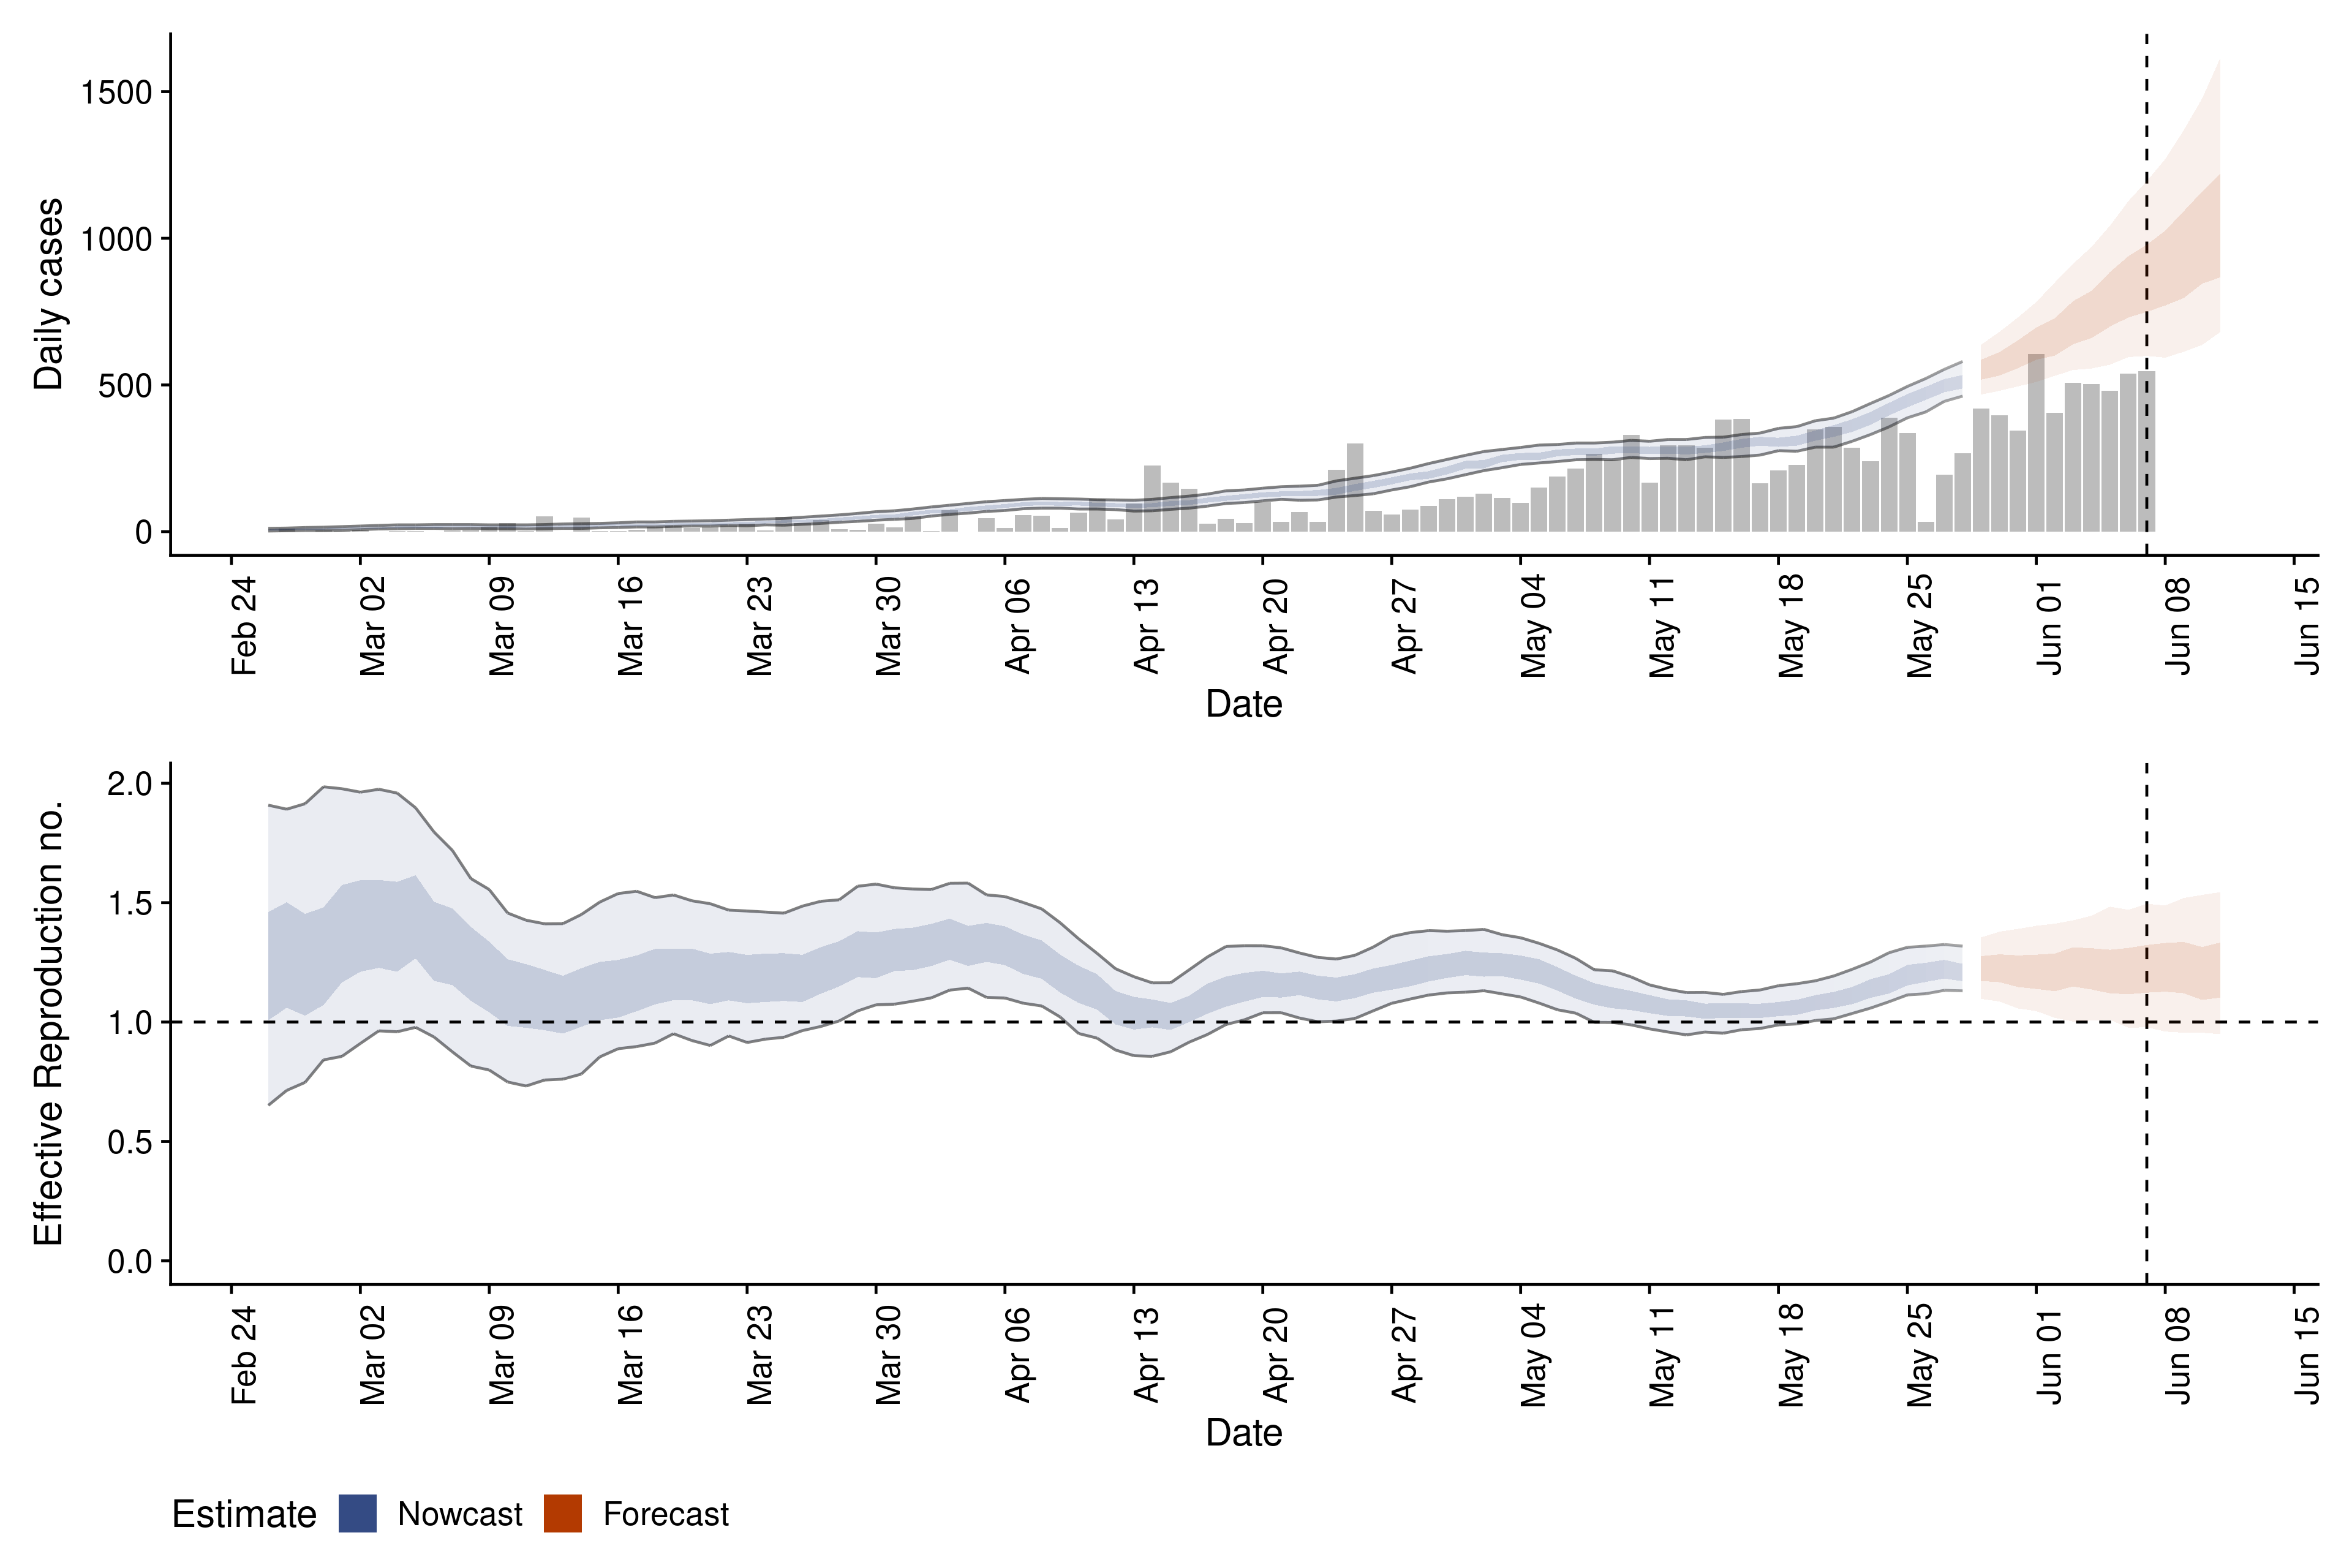 Daily cases
1500
1000
500
0
Feb 24 Mar 02 Mar 09 Mar 16 Mar 23 Mar 30 Apr 06 Apr 13 Apr 20 Apr 27 May 04 May 11 May 18 May 25 Jun 01 Jun 08 Jun 15
Date
Effective Reproduction no.
2.0
1.5
1.0
0.5
0.0
Feb 24 Mar 02 Mar 09 Mar 16 Mar 23 Mar 30 Apr 06 Apr 13 Apr 20 Apr 27 May 04 May 11 May 18 May 25 Jun 01 Jun 08 Jun 15
Date
Estimate Nowcast Forecast